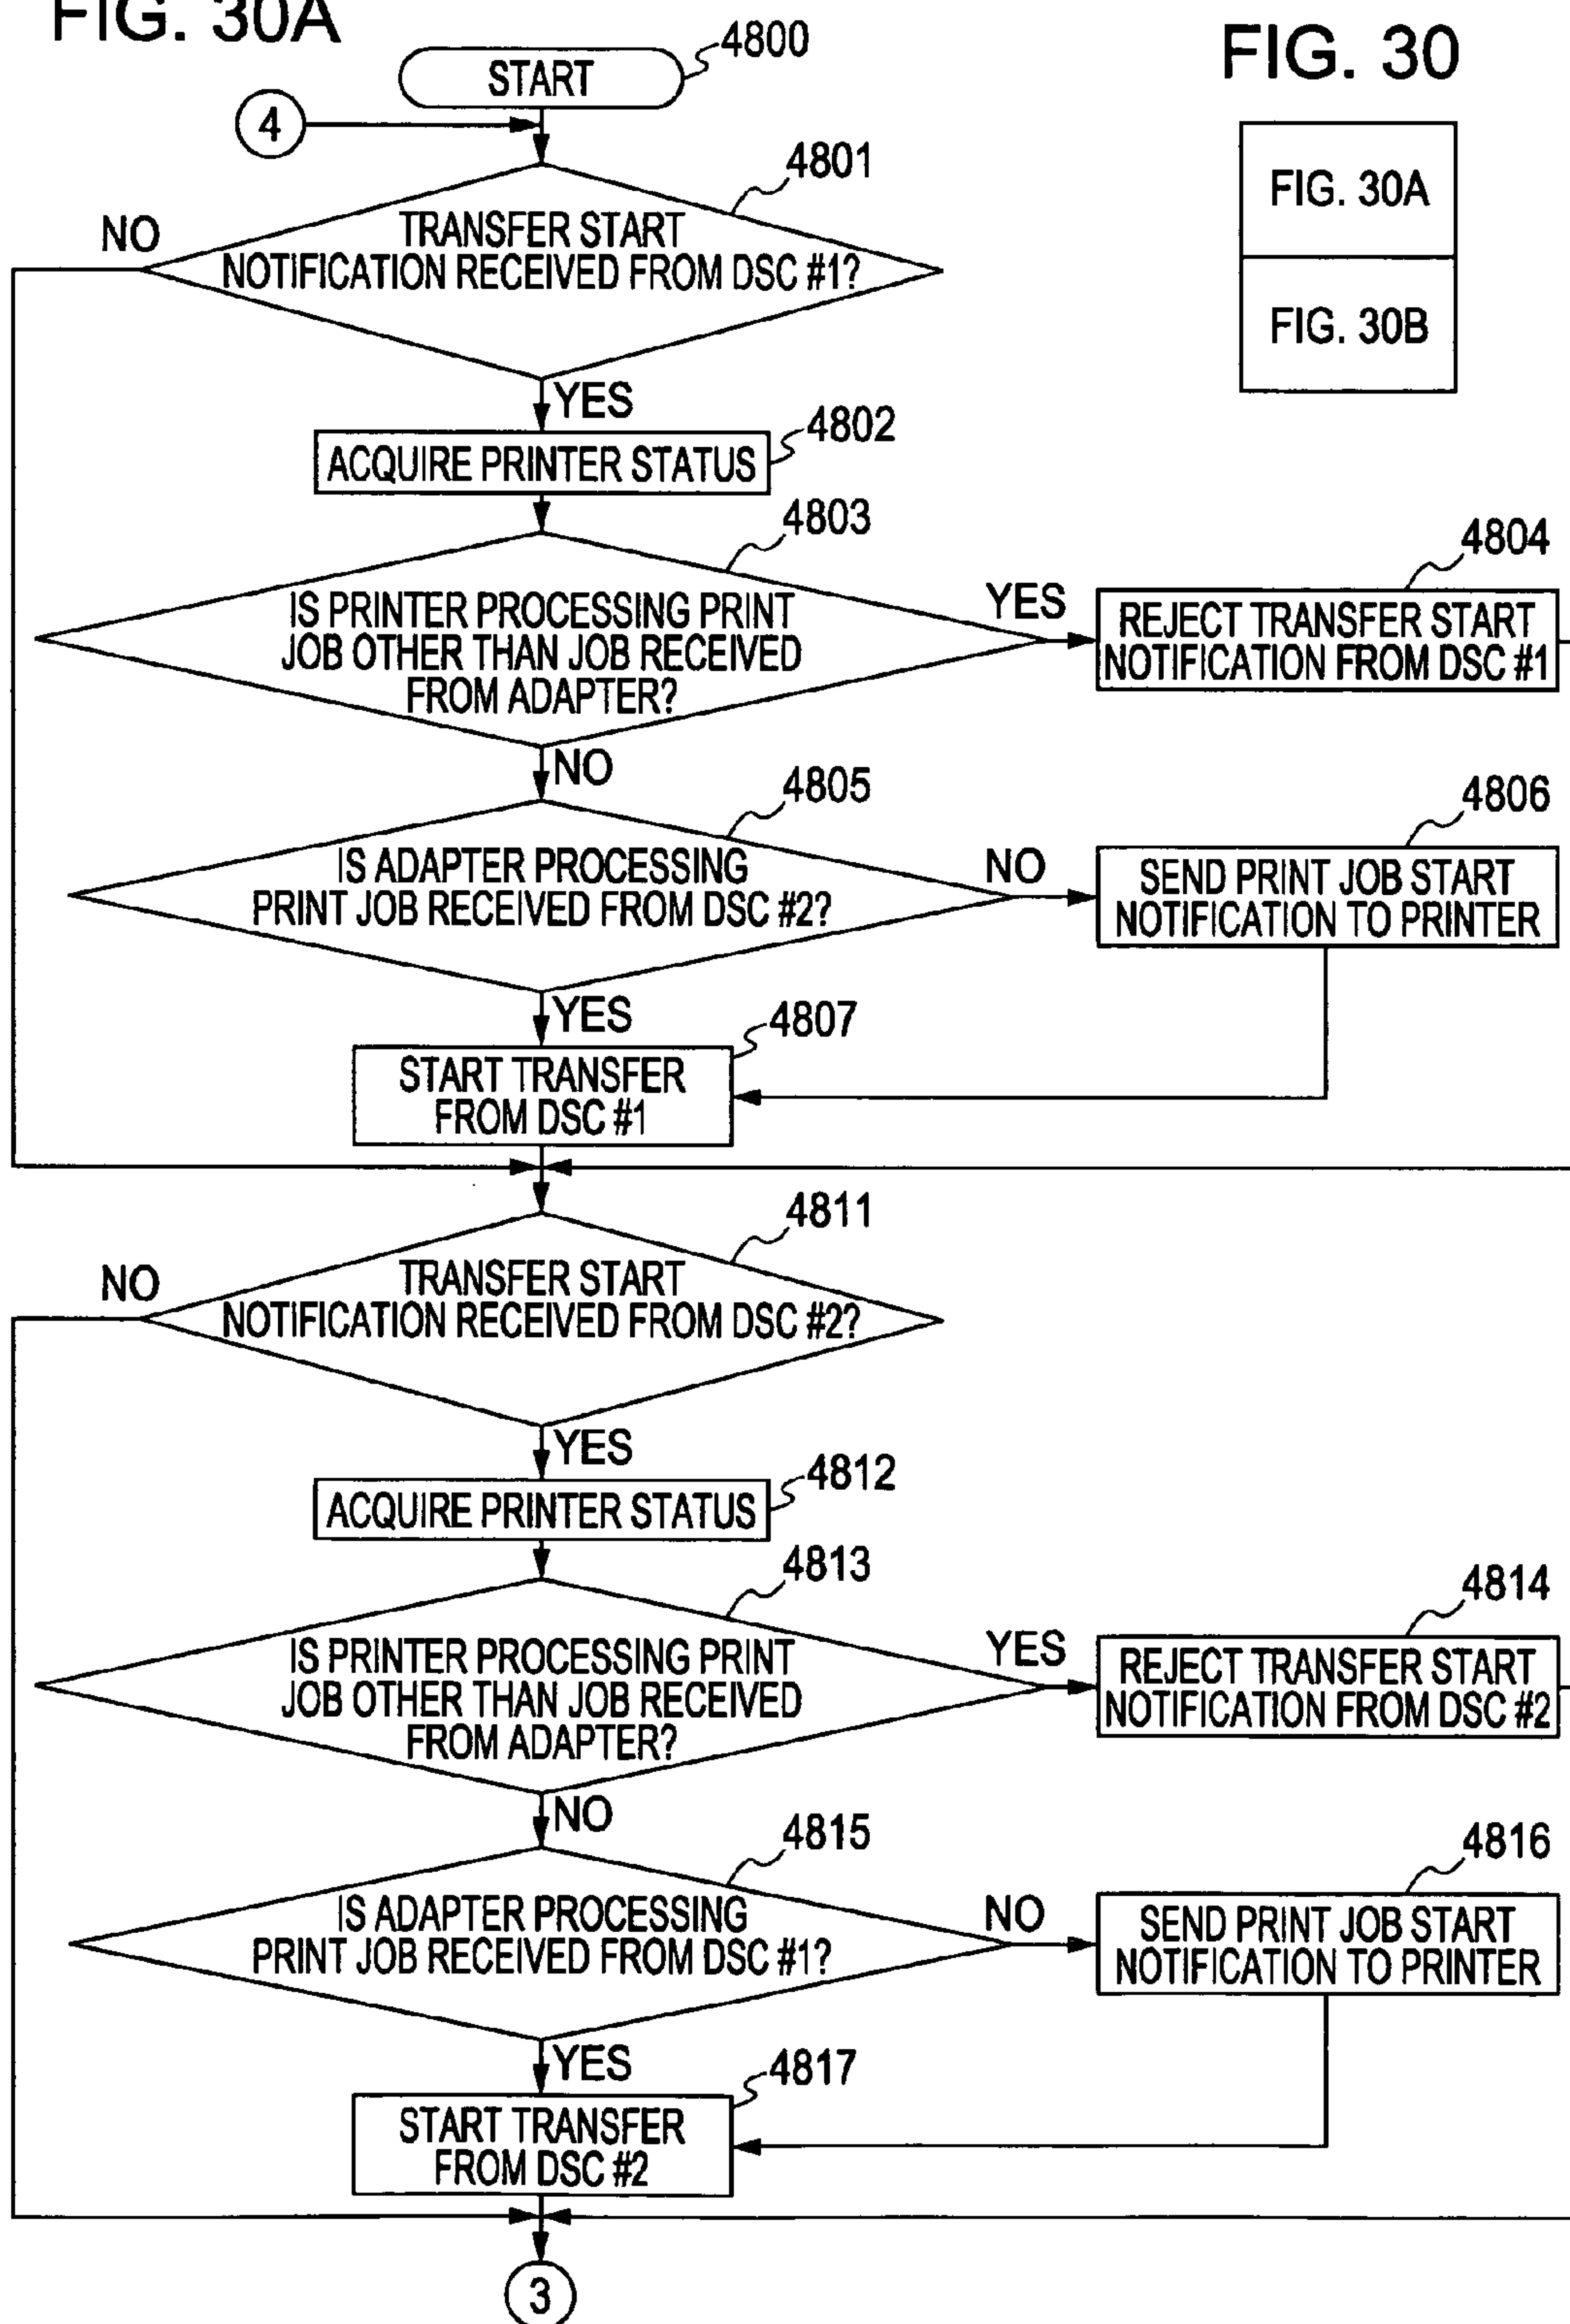 FIG. 30A
FIG. 30
FIG. 30A
FIG. 30B
START
4800
4
4801
TRANSFER START
NOTIFICATION RECEIVED FROM DSC #1?
NO
YES
4802
ACQUIRE PRINTER STATUS
4803
IS PRINTER PROCESSING PRINT
JOB OTHER THAN JOB RECEIVED
FROM ADAPTER?
YES
4804
REJECT TRANSFER START
NOTIFICATION FROM DSC #1
NO
4805
IS ADAPTER PROCESSING
PRINT JOB RECEIVED FROM DSC #2?
NO
4806
SEND PRINT JOB START
NOTIFICATION TO PRINTER
YES
4807
START TRANSFER
FROM DSC #1
4811
TRANSFER START
NOTIFICATION RECEIVED FROM DSC #2?
NO
YES
4812
ACQUIRE PRINTER STATUS
4813
IS PRINTER PROCESSING PRINT
JOB OTHER THAN JOB RECEIVED
FROM ADAPTER?
YES
4814
REJECT TRANSFER START
NOTIFICATION FROM DSC #2
NO
4815
IS ADAPTER PROCESSING
PRINT JOB RECEIVED FROM DSC #1?
NO
4816
SEND PRINT JOB START
NOTIFICATION TO PRINTER
YES
4817
START TRANSFER
FROM DSC #2
3